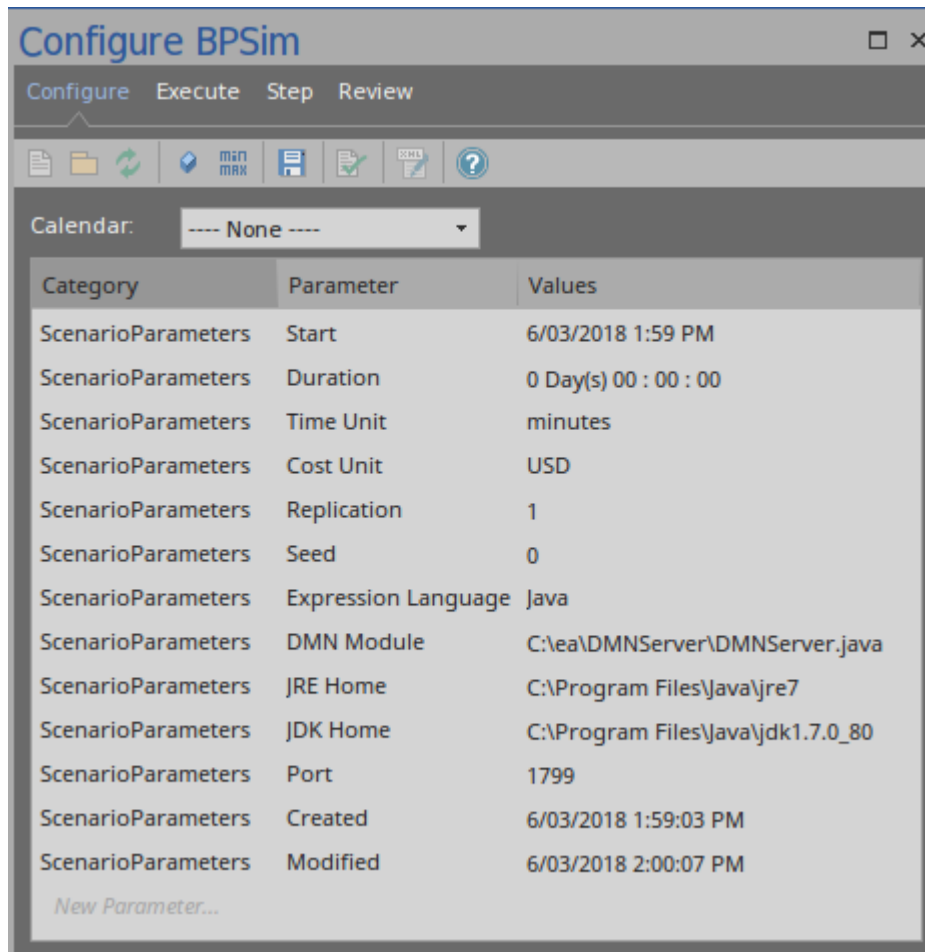 Configure BPSim
Configure Execute Step Review
min
max
XML
?
Calendar: ---- None ----
Category Parameter Values
ScenarioParameters Start 6/03/2018 1:59 PM
ScenarioParameters Duration 0 Day(s) 00 : 00 : 00
ScenarioParameters Time Unit minutes
ScenarioParameters Cost Unit USD
ScenarioParameters Replication 1
ScenarioParameters Seed 0
ScenarioParameters Expression Language Java
ScenarioParameters DMN Module C:\ea\DMNServer\DMNServer.java
ScenarioParameters JRE Home C:\Program Files\Java\jre7
ScenarioParameters JDK Home C:\Program Files\Java\jdk1.7.0_80
ScenarioParameters Port 1799
ScenarioParameters Created 6/03/2018 1:59:03 PM
ScenarioParameters Modified 6/03/2018 2:00:07 PM
New Parameter...